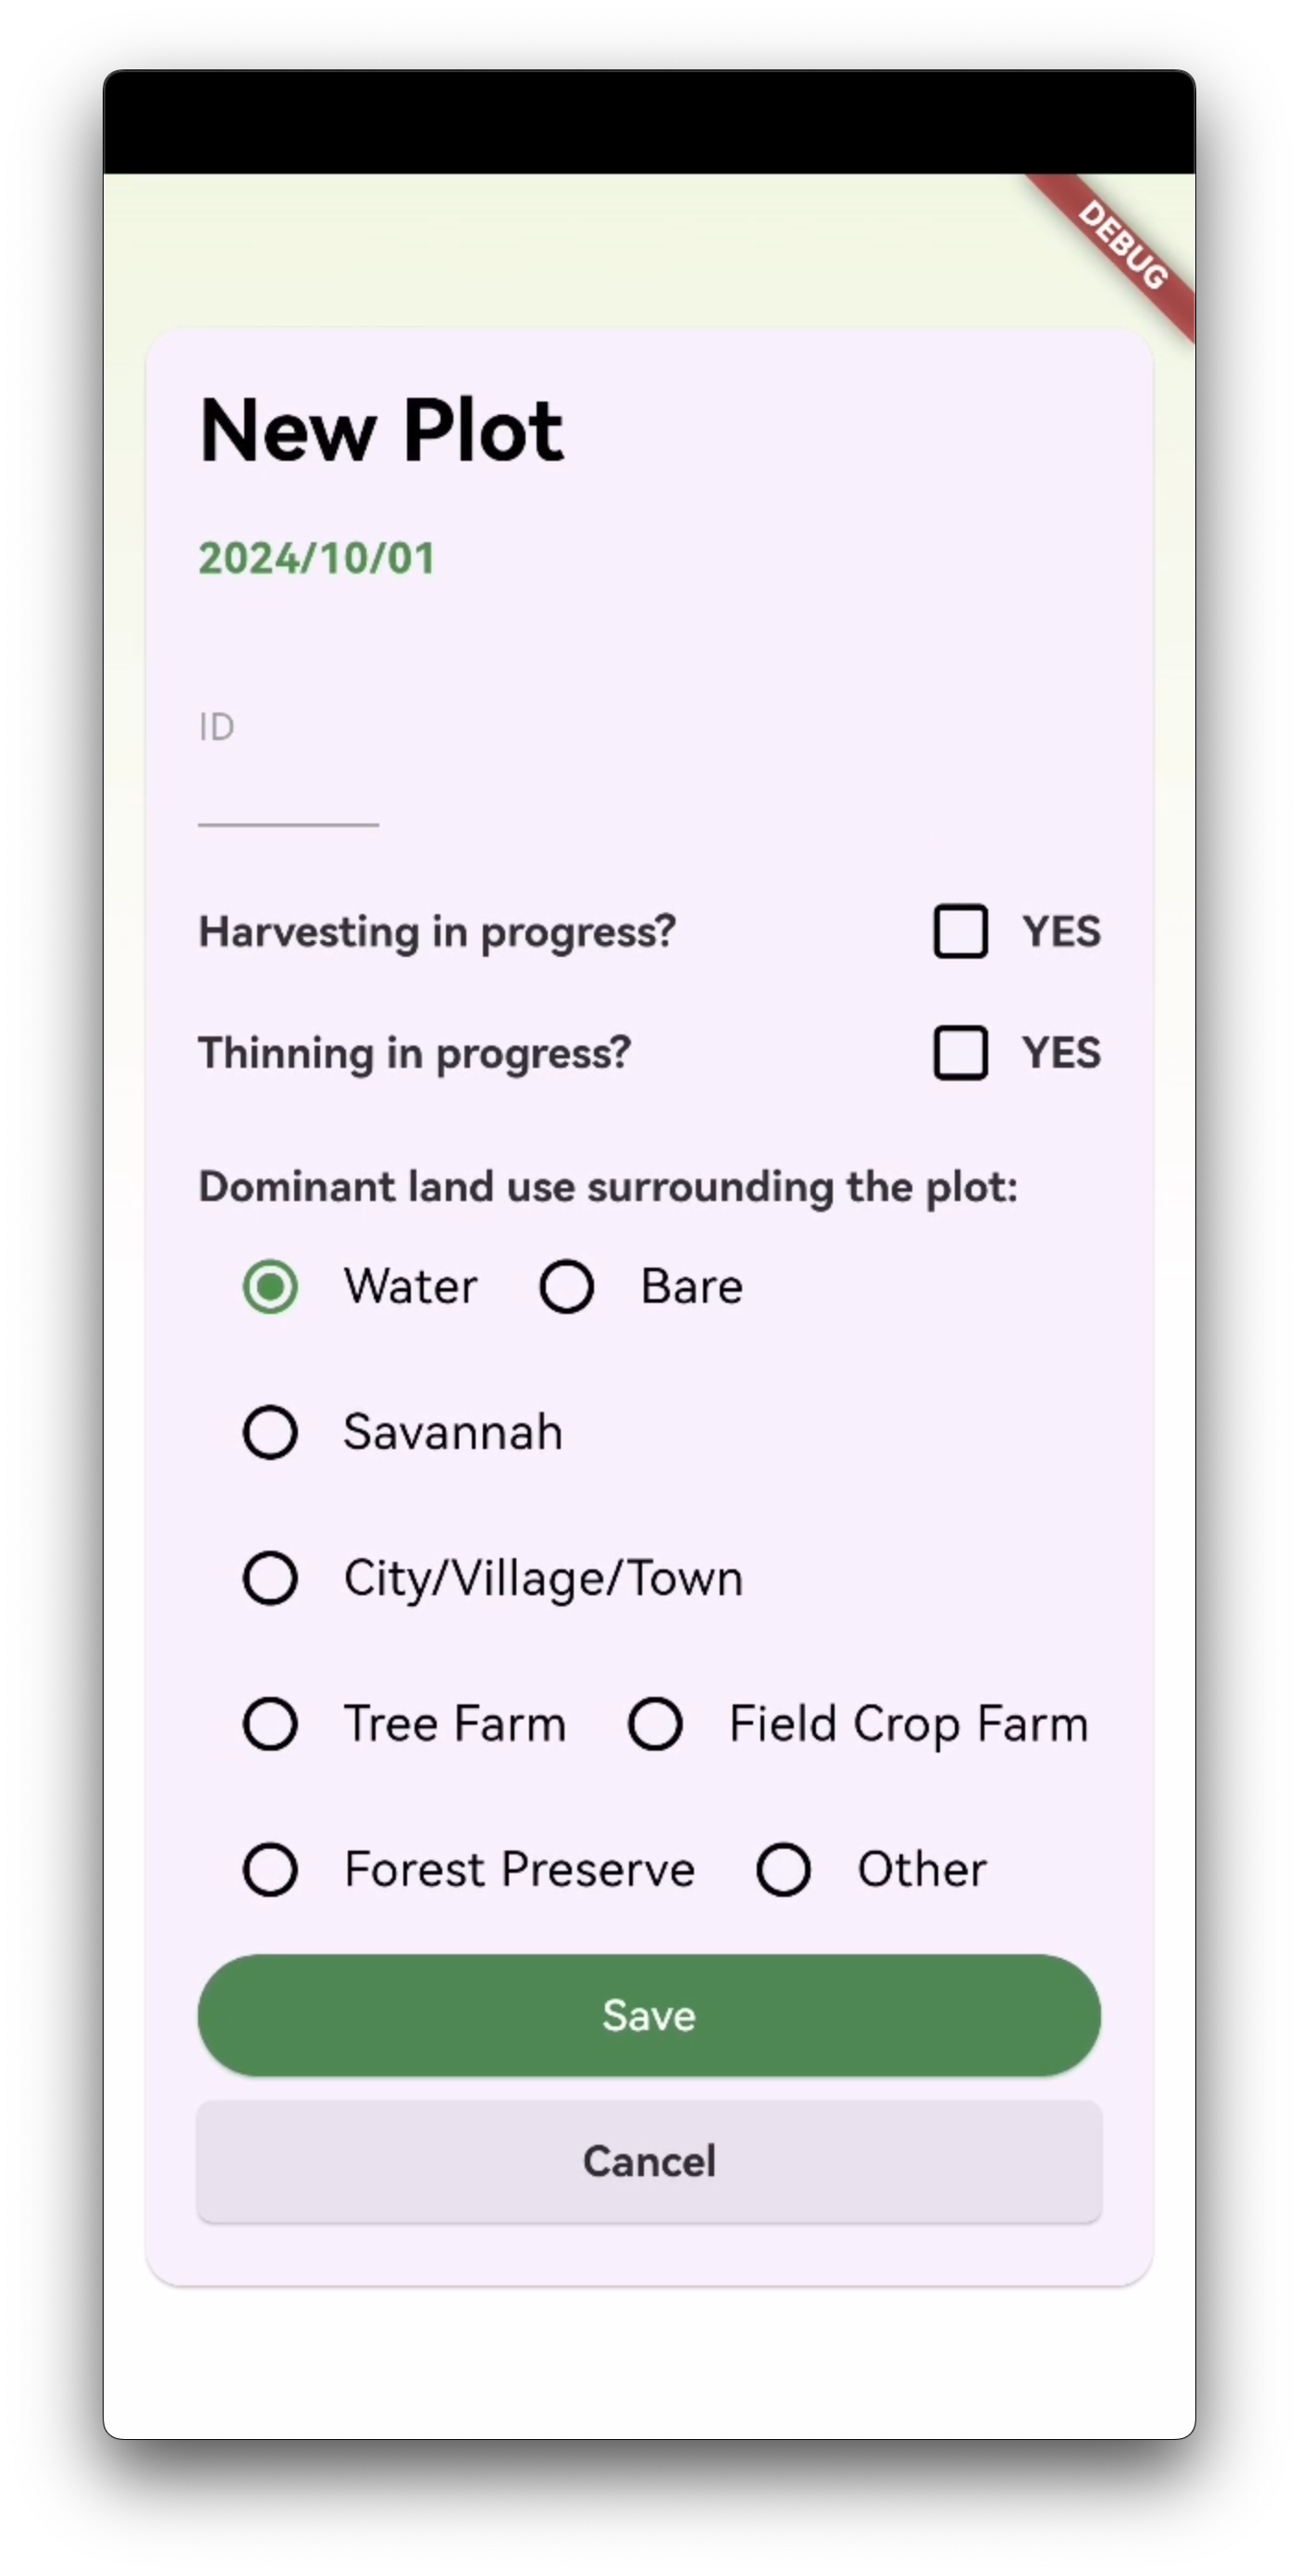 DEBUG
New Plot
2024/10/01
ID
Harvesting in progress? YES
Thinning in progress? YES
Dominant land use surrounding the plot:
Water Bare
Savannah
City/Village/Town
Tree Farm Field Crop Farm
Forest Preserve Other
Save
Cancel